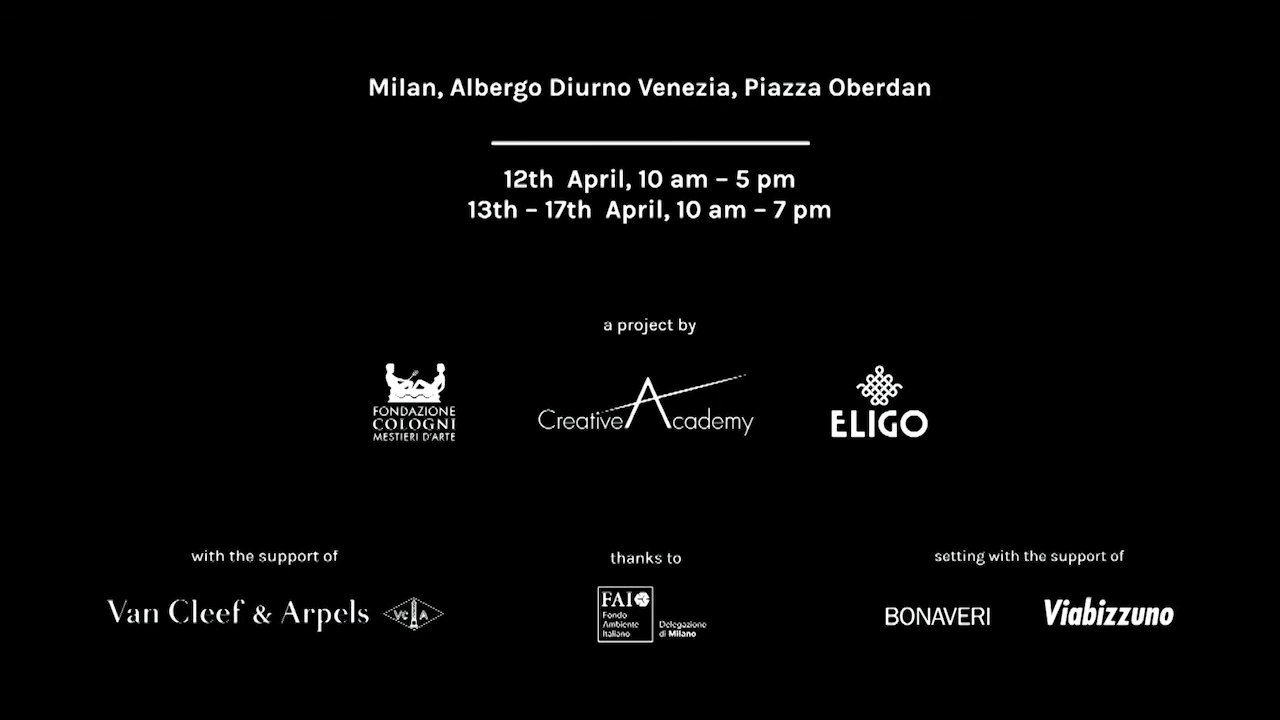 Milan, Albergo Diurno Venezia, Piazza Oberdan
12th April, 10 am – 5 pm
13th – 17th April, 10 am – 7 pm
a project by
FONDAZIONE
COLOGNI
MESTIERI D'ARTE
Creative Academy
ELIGO
with the support of
Van Cleef & Arpels
VC A
thanks to
FAI
Fondo
Ambiente
Italiano
Delegazione
di Milano
setting with the support of
BONAVERI
Viabizzuno